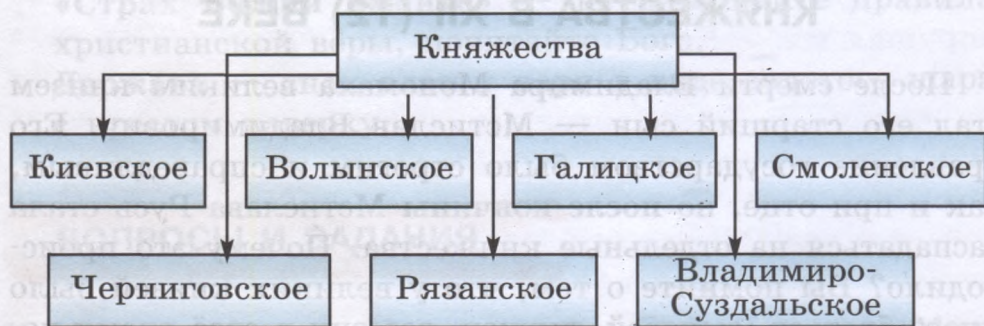 Княжества
Киевское
Волынское
Галицкое
Смоленское
Черниговское
Рязанское
Владимиро-
Суздальское